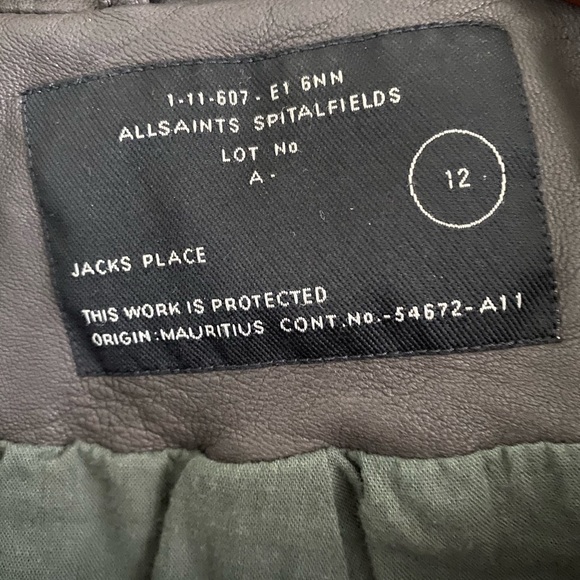 1-11-607. E1 6NN
ALLSAINTS SPITALFIELDS
LOT No
A.
12
JACKS PLACE
THIS WORK IS PROTECTED
ORIGIN:MAURITIUS CONT.No.-54672-A11